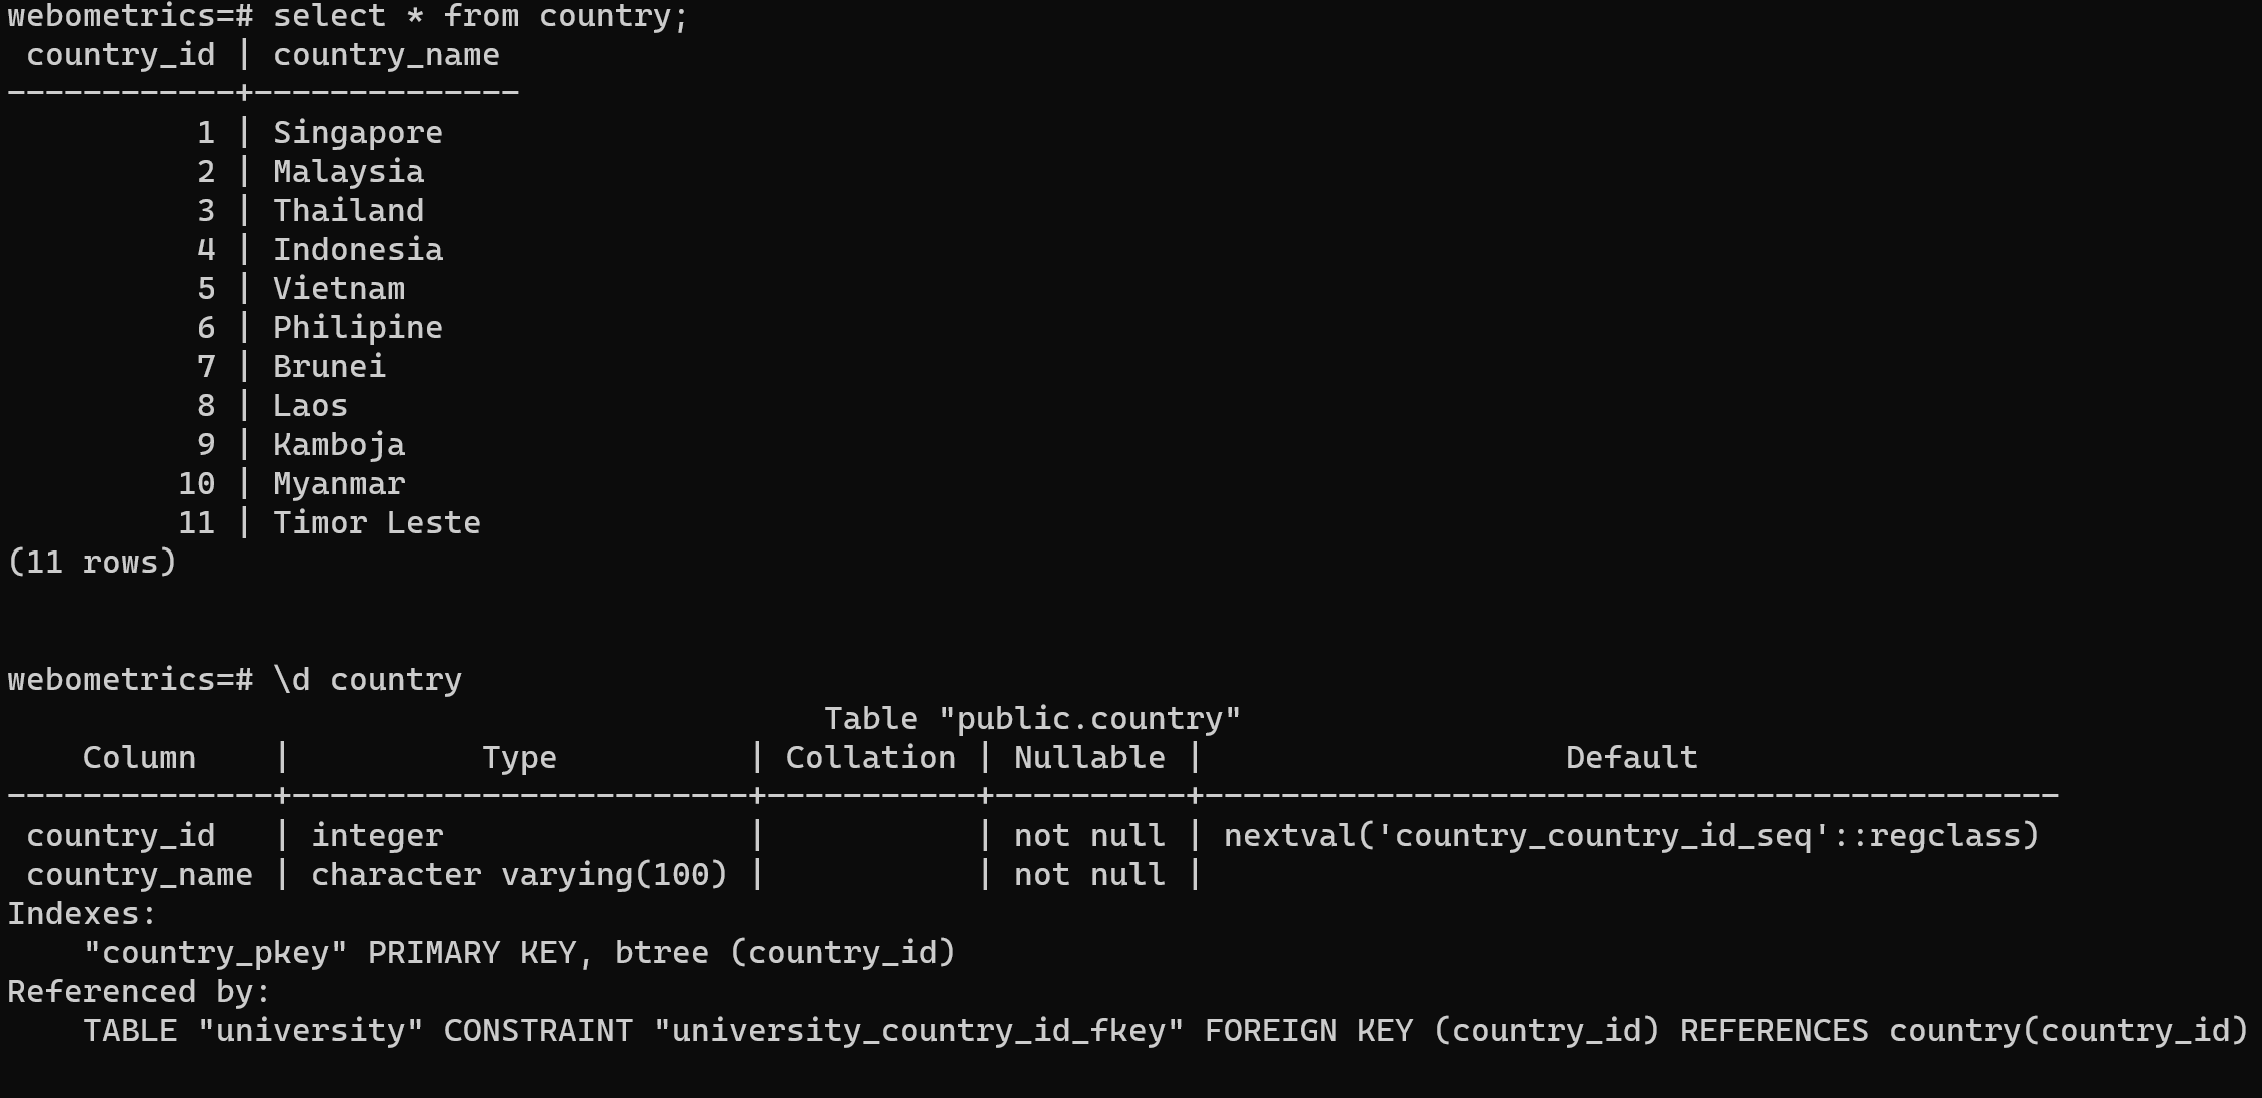 webometrics=# select * from country;
 country_id | country_name
------------+--------------
          1 | Singapore
          2 | Malaysia
          3 | Thailand
          4 | Indonesia
          5 | Vietnam
          6 | Philipine
          7 | Brunei
          8 | Laos
          9 | Kamboja
         10 | Myanmar
         11 | Timor Leste
(11 rows)
webometrics=# \d country
                                           Table "public.country"
    Column    |          Type          | Collation | Nullable |                   Default
--------------+------------------------+-----------+----------+---------------------------------------------
 country_id   | integer                |           | not null | nextval('country_country_id_seq'::regclass)
 country_name | character varying(100) |           | not null |
Indexes:
    "country_pkey" PRIMARY KEY, btree (country_id)
Referenced by:
    TABLE "university" CONSTRAINT "university_country_id_fkey" FOREIGN KEY (country_id) REFERENCES country(country_id)